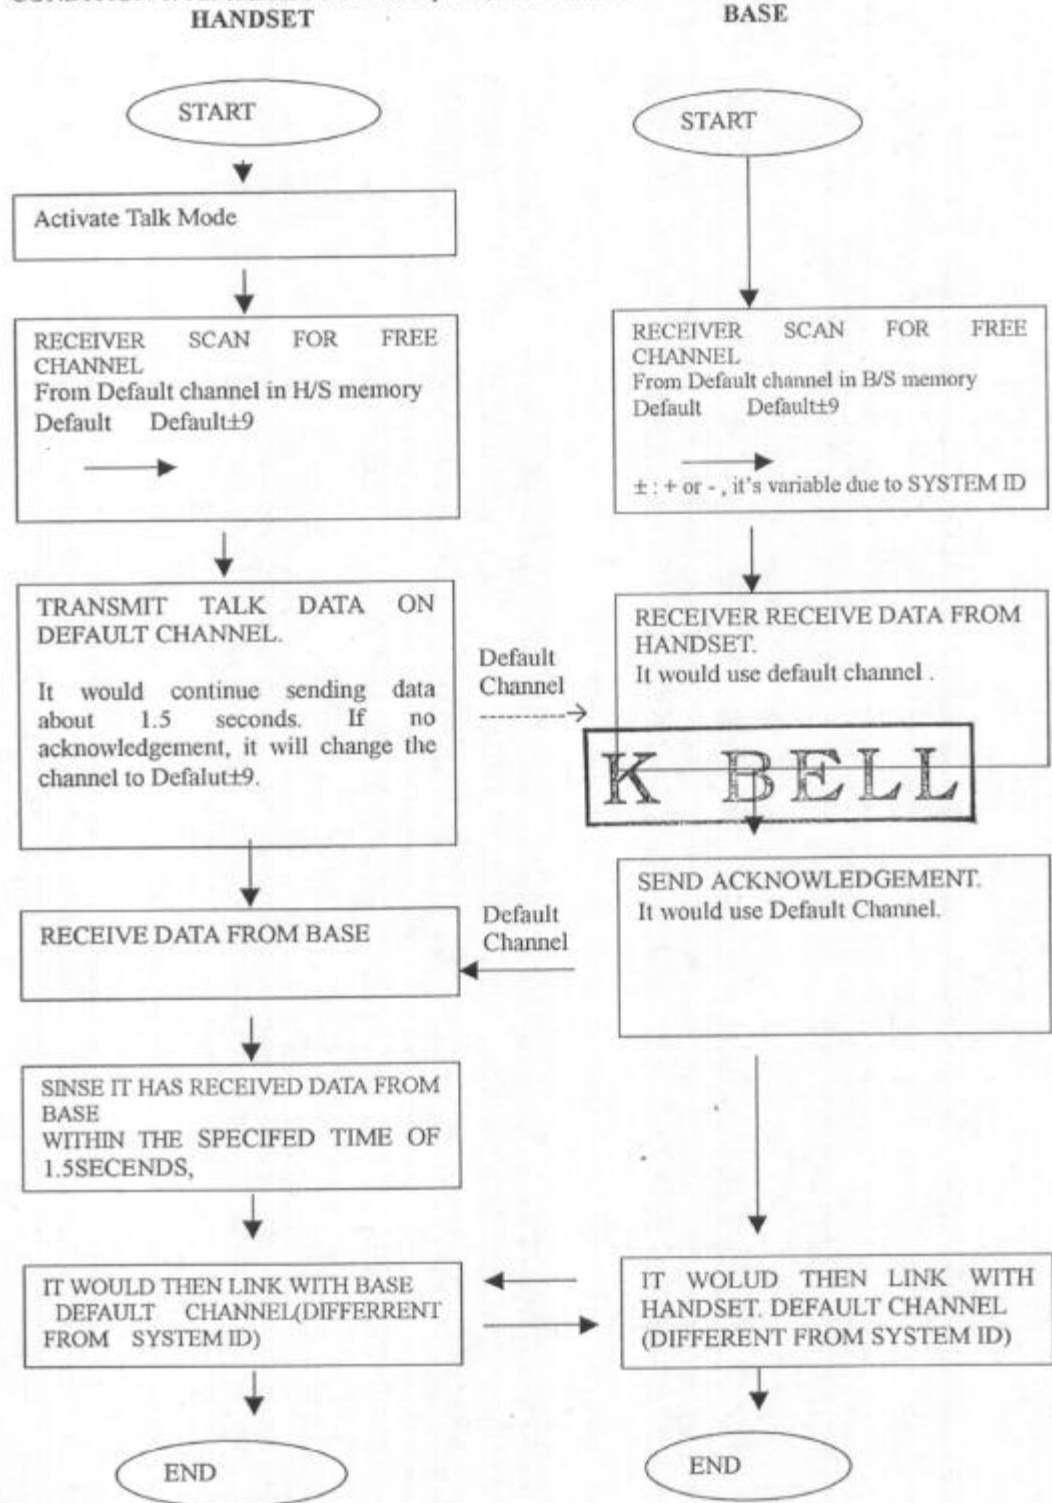 HANDSET
START
Activate Talk Mode
RECEIVER SCAN FOR FREE
CHANNEL
From Default channel in H/S memory
Default Default±9
TRANSMIT TALK DATA ON
DEFAULT CHANNEL.
It would continue sending data
about 1.5 seconds. If no
acknowledgement, it will change the
channel to Defalut±9.
Default
Channel
RECEIVE DATA FROM BASE
Default
Channel
SINSE IT HAS RECEIVED DATA FROM
BASE
WITHIN THE SPECIFED TIME OF
1.5SECENDS,
IT WOULD THEN LINK WITH BASE
DEFAULT CHANNEL(DIFFERRENT
FROM SYSTEM ID)
END
BASE
START
RECEIVER SCAN FOR FREE
CHANNEL
From Default channel in B/S memory
Default Default±9
± : + or - , it's variable due to SYSTEM ID
RECEIVER RECEIVE DATA FROM
HANDSET.
It would use default channel .
K BELL
SEND ACKNOWLEDGEMENT.
It would use Default Channel.
IT WOLUD THEN LINK WITH
HANDSET. DEFAULT CHANNEL
(DIFFERENT FROM SYSTEM ID)
END